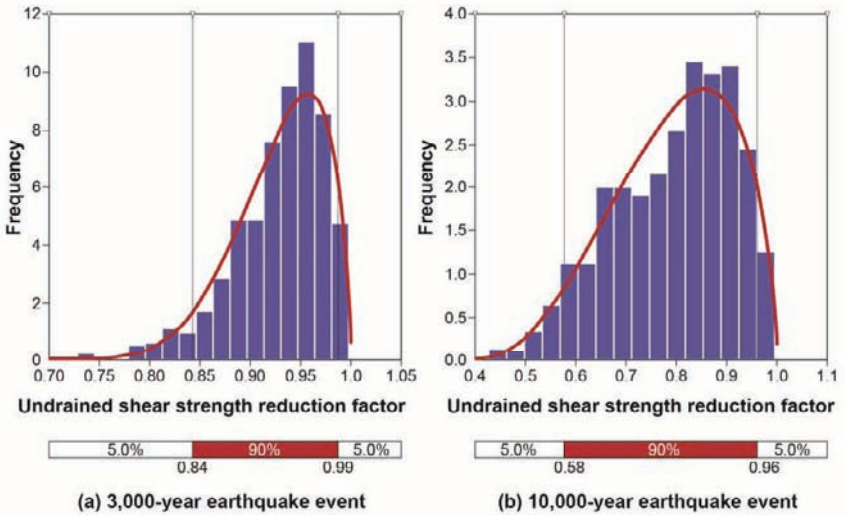 12
10
8
6
4
2
0
Frequency
0.70 0.75 0.80 0.85 0.90 0.95 1.0 1.05
Undrained shear strength reduction factor
5.0% 90% 5.0%
0.84 0.99
(a) 3,000-year earthquake event
4.0
3.5
3.0
2.5
2.0
1.5
1.0
0.5
0.0
Frequency
0.4 0.5 0.6 0.7 0.8 0.9 1.0 1.1
Undrained shear strength reduction factor
5.0% 90% 5.0%
0.58 0.96
(b) 10,000-year earthquake event